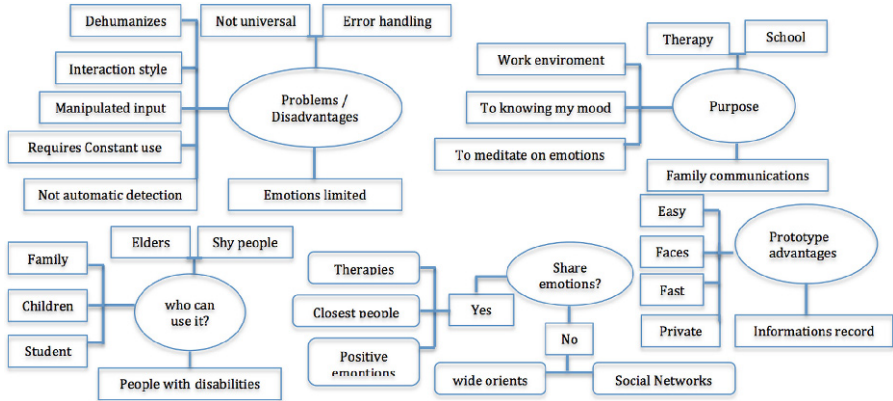 Dehumanizes
Not universal
Error handling
Interaction style
Manipulated input
Requires Constant use
Not automatic detection
Problems /
Disadvantages
Emotions limited
Therapy
School
Work enviroment
To knowing my mood
To meditate on emotions
Purpose
Family communications
Elders
Shy people
Family
Children
Student
who can
use it?
People with disabilities
Therapies
Closest people
Positive
emontions
Yes
Share
emotions?
No
wide orients
Social Networks
Easy
Faces
Fast
Private
Prototype
advantages
Informations record